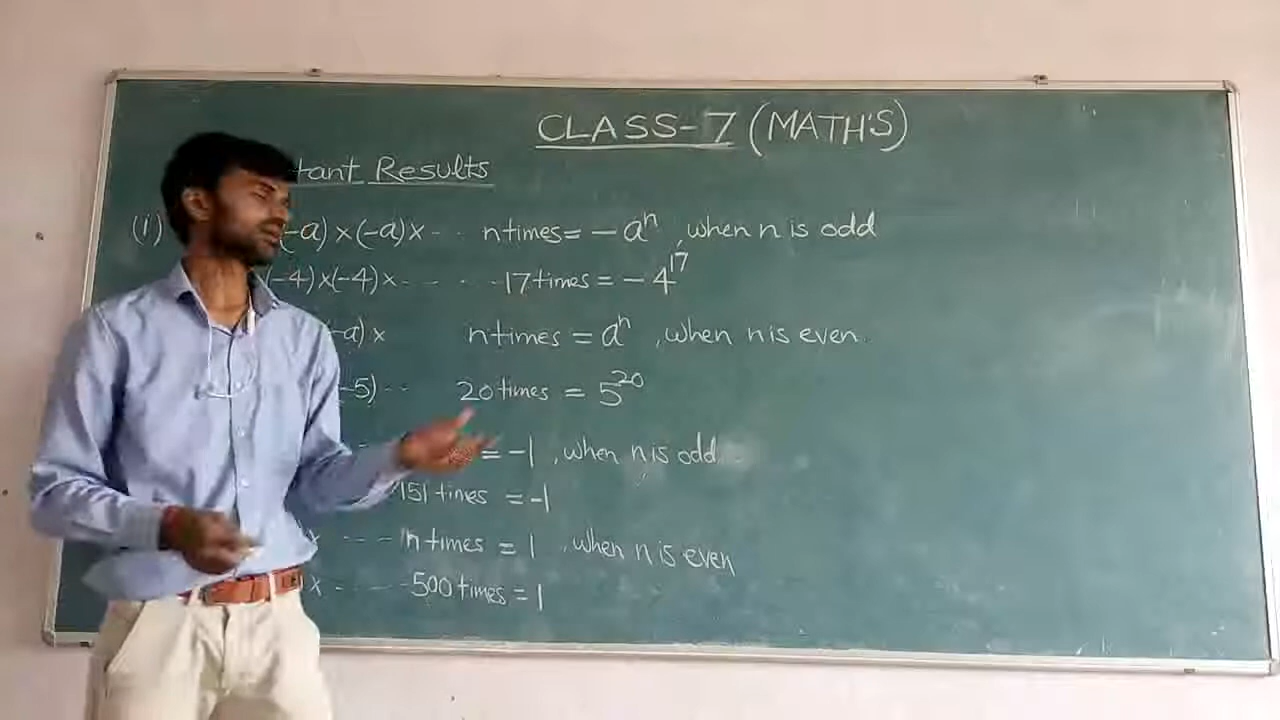 CLASS-7 (MATH'S)
tant Results
(i) (-a)×(-a)×-·· n times = -aⁿ, when n is odd
(-4)×(-4)×---- · -17 times = -4¹⁷
-a)× n times = aⁿ, when n is even.
-5)·- 20 times = 5²⁰
= -1, when n is odd
151 times = -1
× ---- n times = 1, when n is even
× ---- -500 times = 1